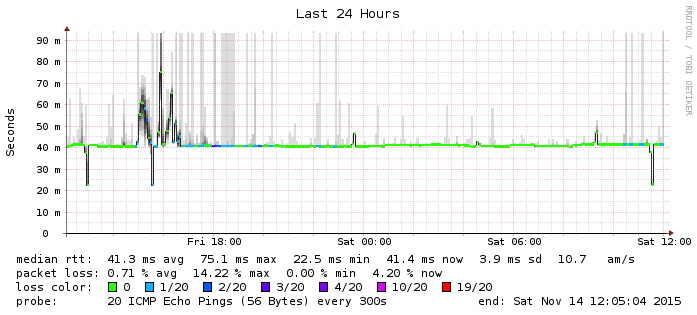 Last 24 Hours
RRDTOOL / TOBI OETIKER
Seconds
90 m
80 m
70 m
60 m
50 m
40 m
30 m
20 m
10 m
0
Fri 18:00 Sat 00:00 Sat 06:00 Sat 12:00
median rtt: 41.3 ms avg 75.1 ms max 22.5 ms min 41.4 ms now 3.9 ms sd 10.7 am/s
packet loss: 0.71 % avg 14.22 % max 0.00 % min 4.20 % now
loss color: 0 1/20 2/20 3/20 4/20 10/20 19/20
probe: 20 ICMP Echo Pings (56 Bytes) every 300s end: Sat Nov 14 12:05:04 2015